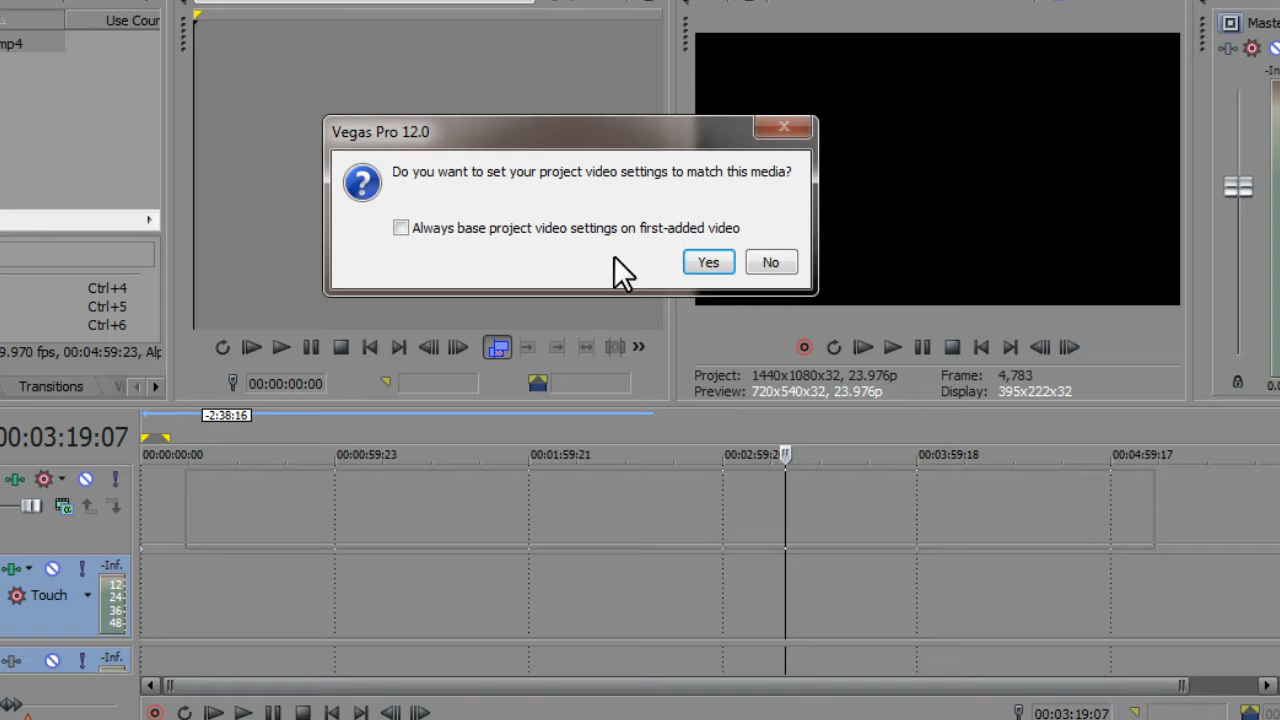 Use Coun
mp4
Maste
-In
Vegas Pro 12.0
Do you want to set your project video settings to match this media?
Always base project video settings on first-added video
Yes
No
Ctrl+4
Ctrl+5
Ctrl+6
9.970 fps, 00:04:59:23, Alp
Transitions
00:00:00:00
Project: 1440x1080x32, 23.976p
Frame: 4,783
Preview: 720x540x32, 23.976p
Display: 395x222x32
0.0
-2:38:16
00:03:19:07
00:00:00:00
00:00:59:23
00:01:59:21
00:02:59:2
00:03:59:18
00:04:59:17
-Inf.
Touch
12
24
36
48
-Inf.
00:03:19:07